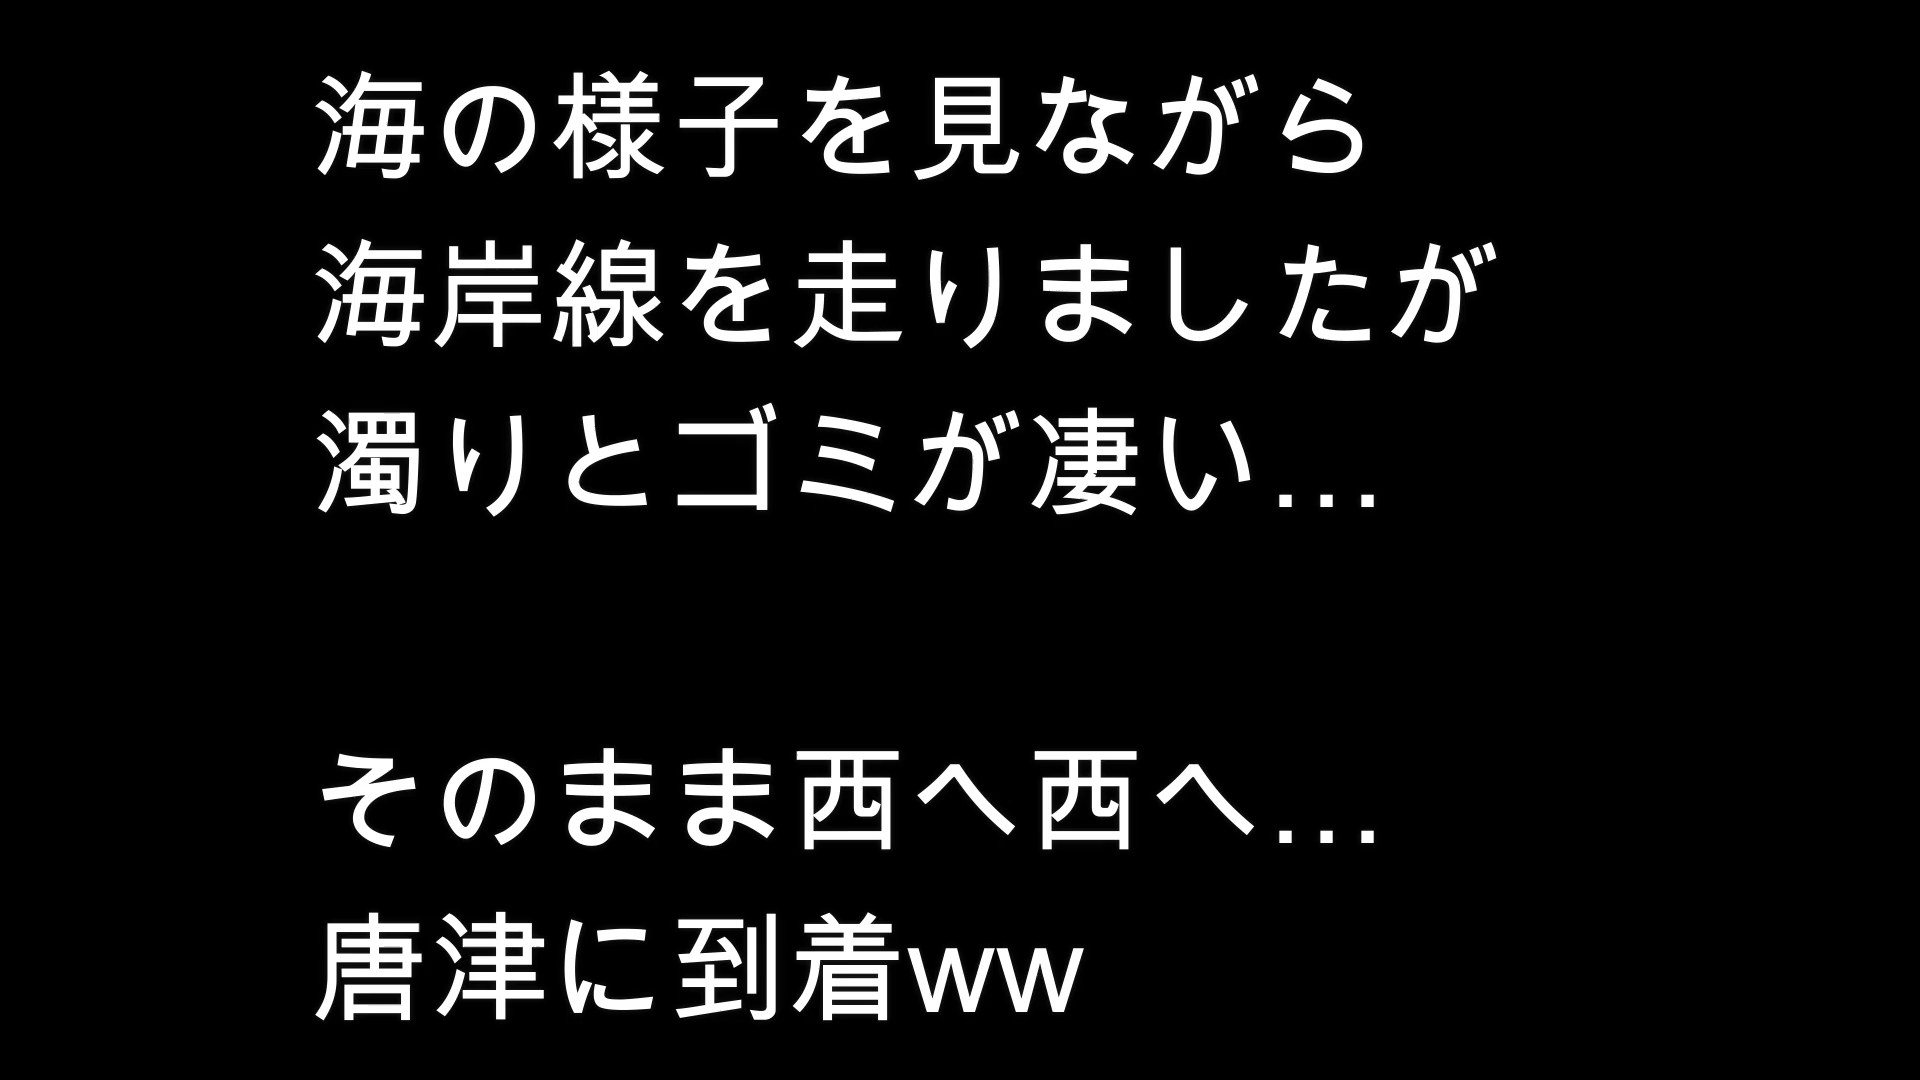 海の様子を見ながら
海岸線を走りましたが
濁りとゴミが凄い…
そのまま西へ西へ…
唐津に到着ww